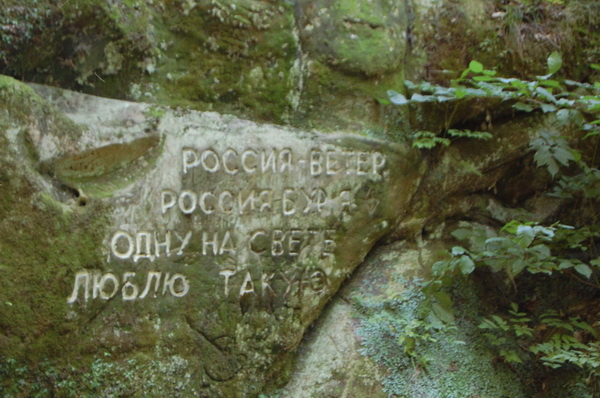 РОССИЯ-ВЕТЕР
РОССИЯ-БУРЯ
ОДНУ НА СВЕТЕ
ЛЮБЛЮ ТАКУЮ